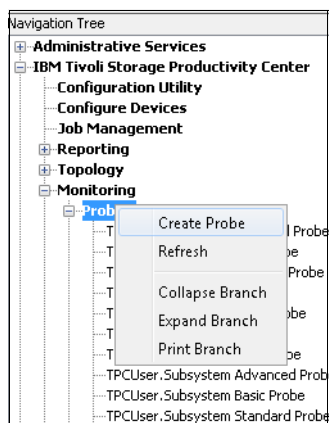 Navigation Tree
Administrative Services
IBM Tivoli Storage Productivity Center
Configuration Utility
Configure Devices
Job Management
Reporting
Topology
Monitoring
Prob
Create Probe
Refresh
Collapse Branch
Expand Branch
Print Branch
TPCUser.Subsystem Advanced Prob
TPCUser.Subsystem Basic Probe
TPCUser.Subsystem Standard Probe